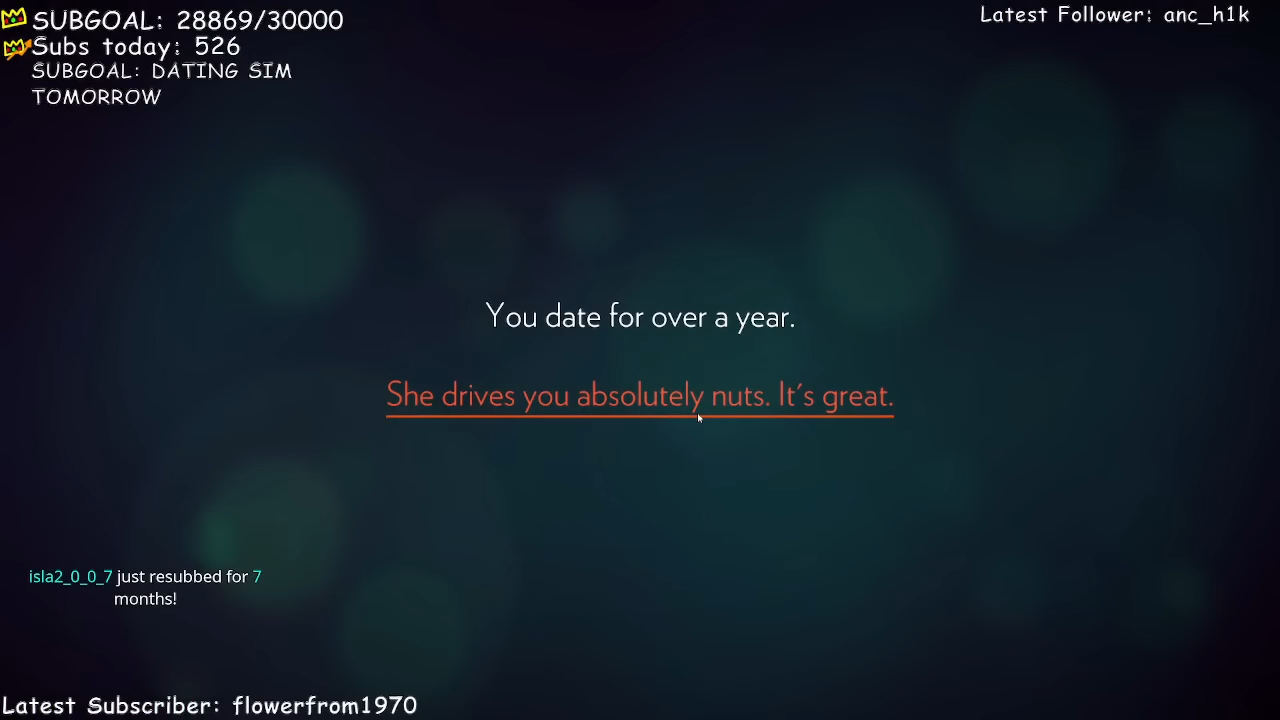 SUBGOAL: 28869/30000
Latest Follower: anc_h1k
Subs today: 526
SUBGOAL: DATING SIM
TOMORROW
You date for over a year.
She drives you absolutely nuts. It's great.
isla2_0_0_7 just resubbed for 7
months!
Latest Subscriber: flowerfrom1970